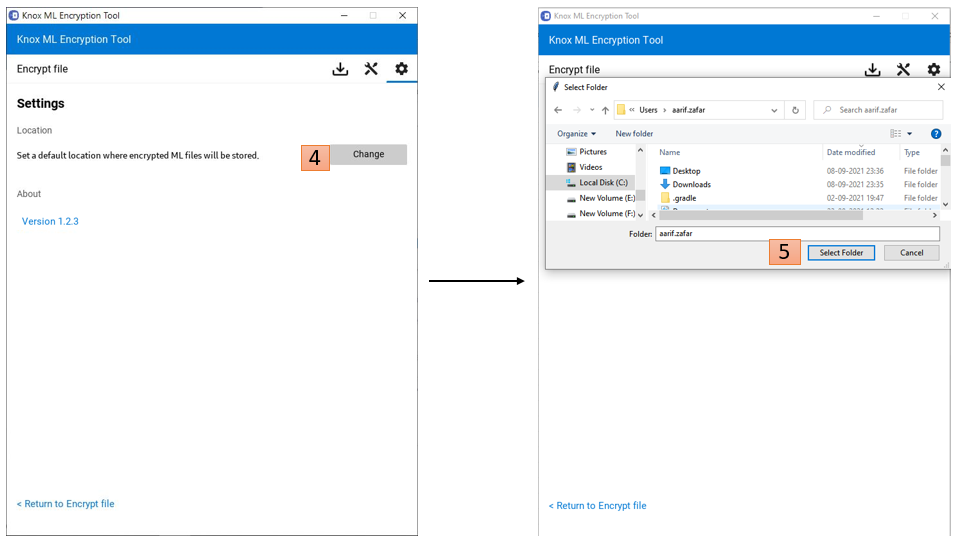 Knox ML Encryption Tool
Knox ML Encryption Tool
Encrypt file
Settings
Location
Set a default location where encrypted ML files will be stored.
4
Change
About
Version 1.2.3
< Return to Encrypt file
Knox ML Encryption Tool
Knox ML Encryption Tool
Encrypt file
Select Folder
« Users > aarif.zafar
Search aarif.zafar
Organize
New folder
?
Pictures
Videos
Local Disk (C:)
New Volume (E:)
New Volume (F:)
Name Date modified Type
Desktop 08-09-2021 23:36 File folder
Downloads 08-09-2021 23:35 File folder
.gradle 02-09-2021 19:47 File folder
Folder: aarif.zafar
5
Select Folder
Cancel
< Return to Encrypt file